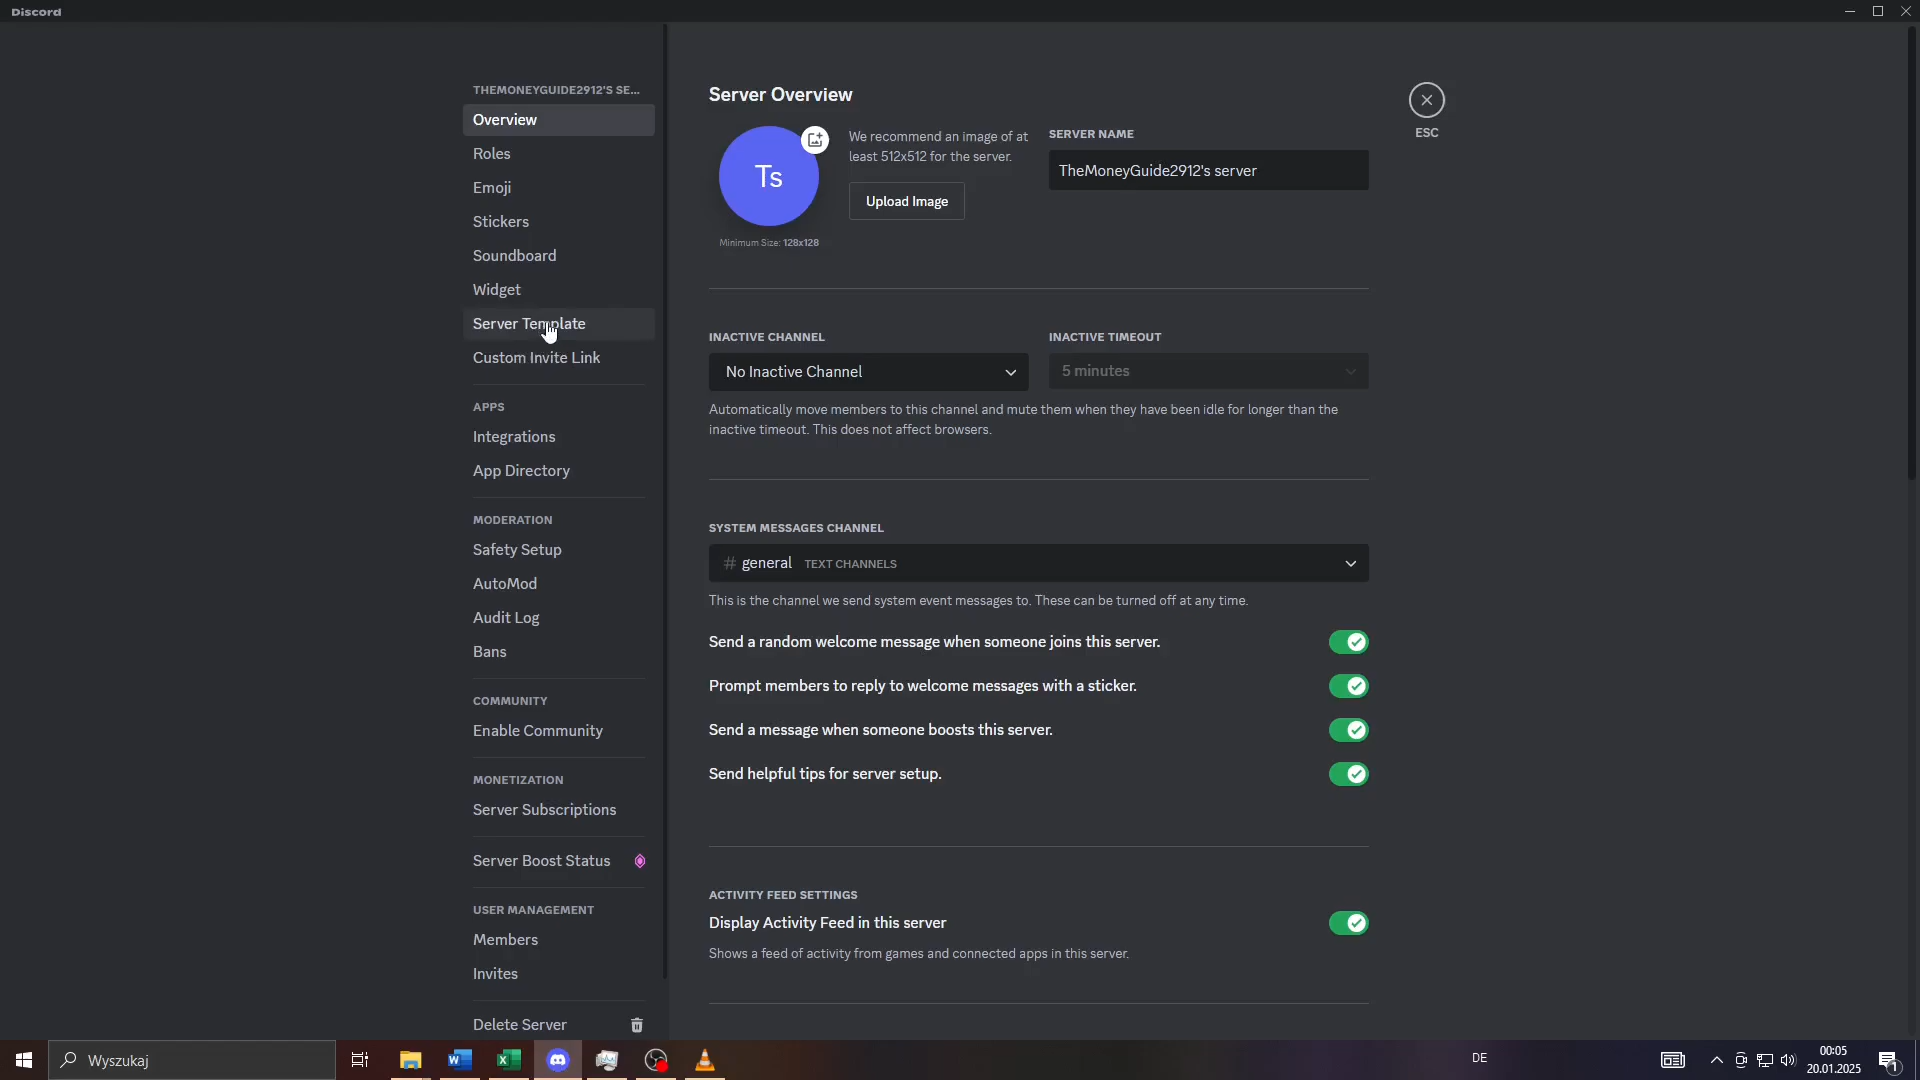 Discord
THEMONEYGUIDE2912'S SE...
Overview
Roles
Emoji
Stickers
Soundboard
Widget
Server Template
Custom Invite Link
APPS
Integrations
App Directory
MODERATION
Safety Setup
AutoMod
Audit Log
Bans
COMMUNITY
Enable Community
MONETIZATION
Server Subscriptions
Server Boost Status
USER MANAGEMENT
Members
Invites
Delete Server
Server Overview
Ts
Minimum Size: 128x128
We recommend an image of at
least 512x512 for the server.
Upload Image
SERVER NAME
TheMoneyGuide2912's server
ESC
INACTIVE CHANNEL
No Inactive Channel
INACTIVE TIMEOUT
5 minutes
Automatically move members to this channel and mute them when they have been idle for longer than the
inactive timeout. This does not affect browsers.
SYSTEM MESSAGES CHANNEL
# general TEXT CHANNELS
This is the channel we send system event messages to. These can be turned off at any time.
Send a random welcome message when someone joins this server.
Prompt members to reply to welcome messages with a sticker.
Send a message when someone boosts this server.
Send helpful tips for server setup.
ACTIVITY FEED SETTINGS
Display Activity Feed in this server
Shows a feed of activity from games and connected apps in this server.
Wyszukaj
DE
00:05
20.01.2025
1